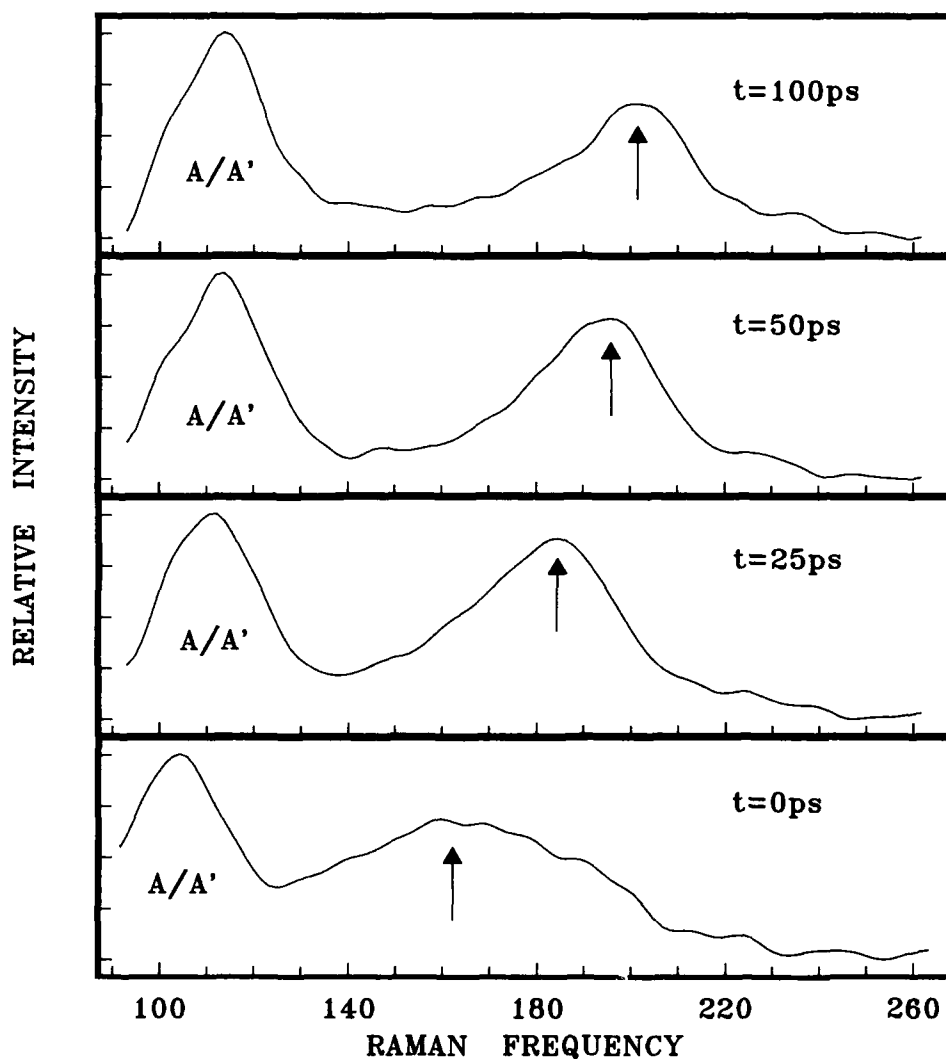 t=100ps
A/A'
t=50ps
A/A'
t=25ps
A/A'
t=0ps
A/A'
RELATIVE INTENSITY
100 140 180 220 260
RAMAN FREQUENCY